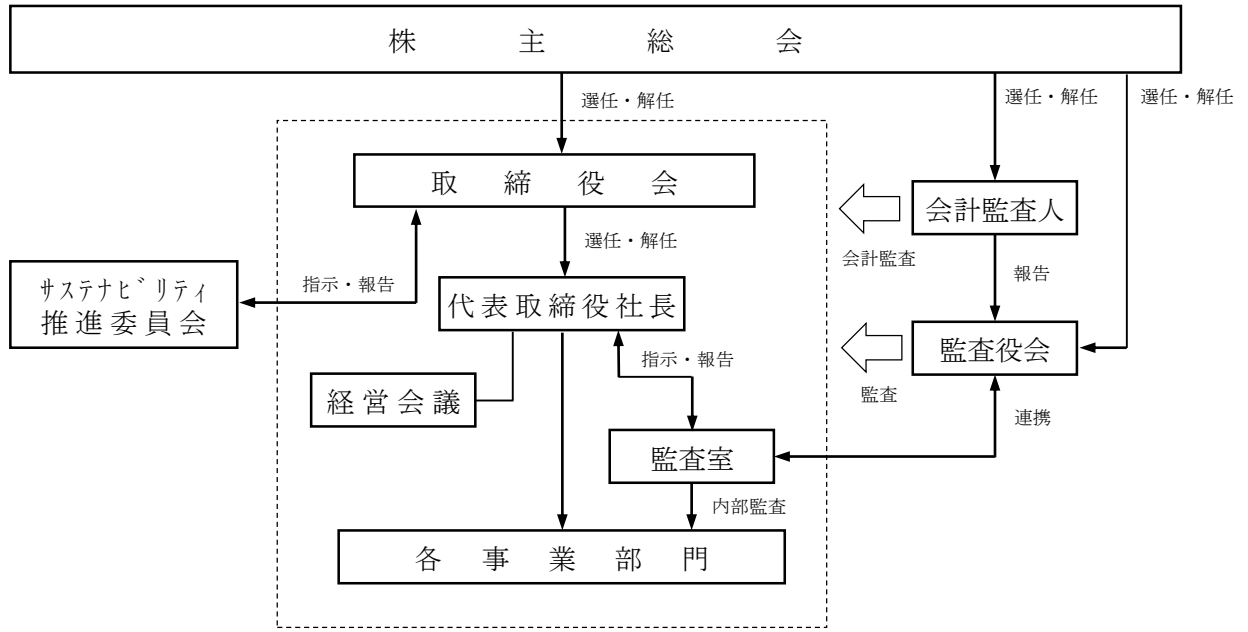 株主総会
選任・解任
選任・解任
選任・解任
取締役会
会計監査人
選任・解任
会計監査
報告
サステナビリティ
推進委員会
指示・報告
代表取締役社長
監査役会
指示・報告
監査
経営会議
連携
監査室
内部監査
各事業部門